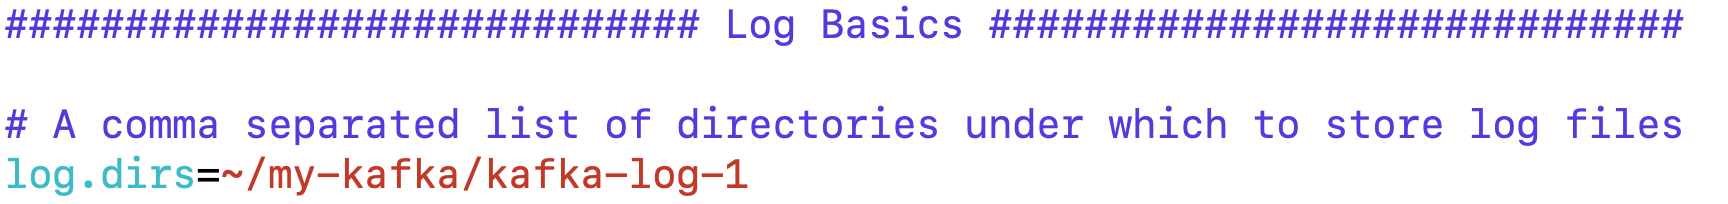 ############################# Log Basics #############################
# A comma separated list of directories under which to store log files
log.dirs=~/my-kafka/kafka-log-1